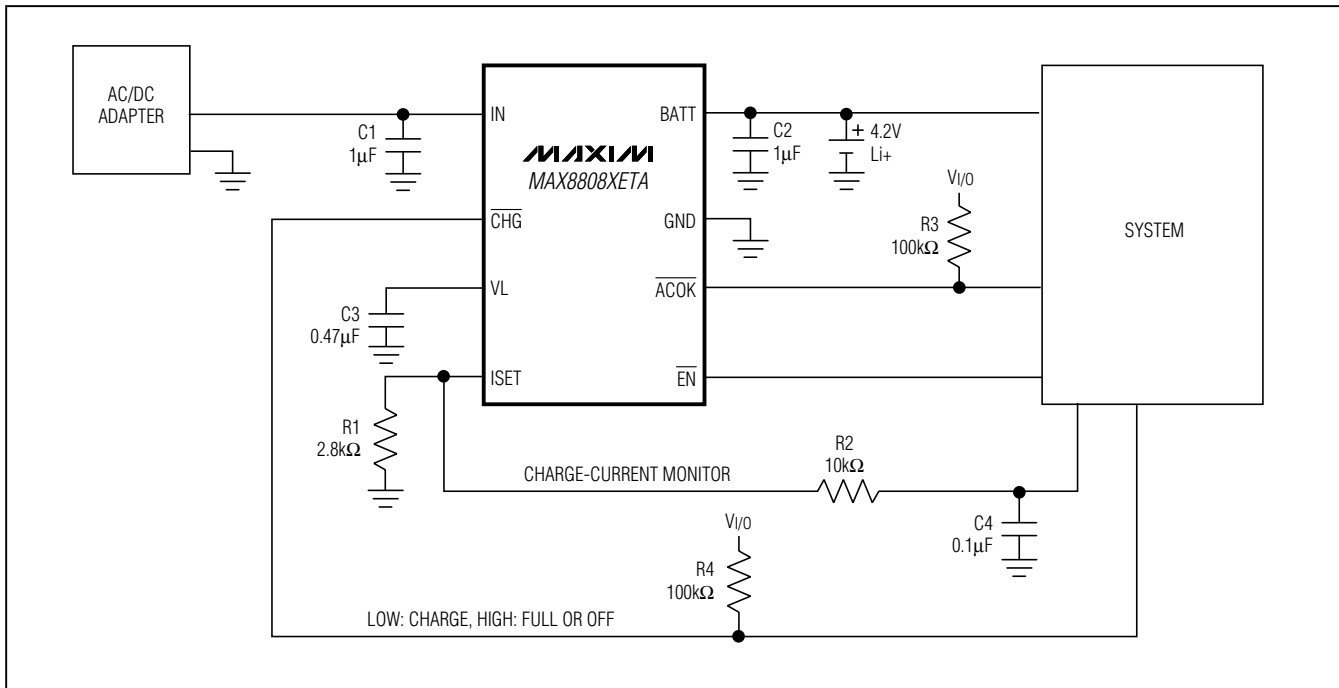 AC/DC
ADAPTER
C1
1µF
IN
CHG
VL
ISET
MAXIM
MAX8808XETA
BATT
GND
ACOK
EN
C2
1µF
+ 4.2V
Li+
VI/O
R3
100kΩ
SYSTEM
C3
0.47µF
R1
2.8kΩ
CHARGE-CURRENT MONITOR
R2
10kΩ
C4
0.1µF
VI/O
R4
100kΩ
LOW: CHARGE, HIGH: FULL OR OFF